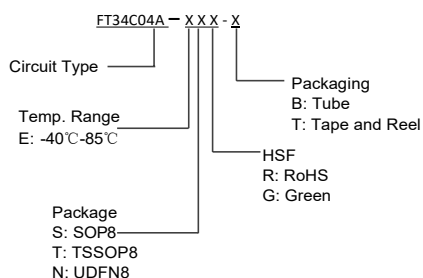 FT34C04A - X X X - X
Circuit Type
Packaging
B: Tube
T: Tape and Reel
Temp. Range
E: -40℃-85℃
HSF
R: RoHS
G: Green
Package
S: SOP8
T: TSSOP8
N: UDFN8